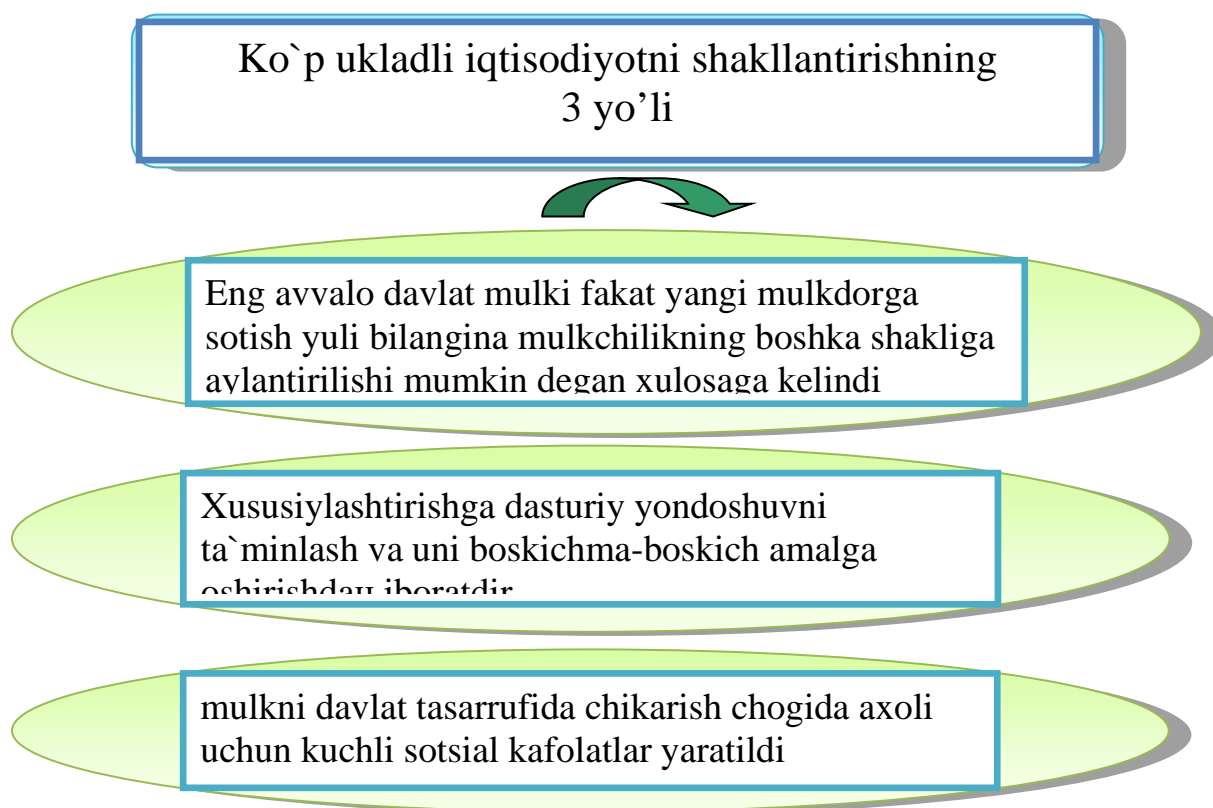 Ko`p ukladli iqtisodiyotni shakllantirishning
3 yo’li
Eng avvalo davlat mulki fakat yangi mulkdorga
sotish yuli bilangina mulkchilikning boshka shakliga
aylantirilishi mumkin degan xulosaga kelindi
Xususiylashtirishga dasturiy yondoshuvni
ta`minlash va uni boskichma-boskich amalga
oshirishdan iboratdir
mulkni davlat tasarrufida chikarish chogida axoli
uchun kuchli sotsial kafolatlar yaratildi